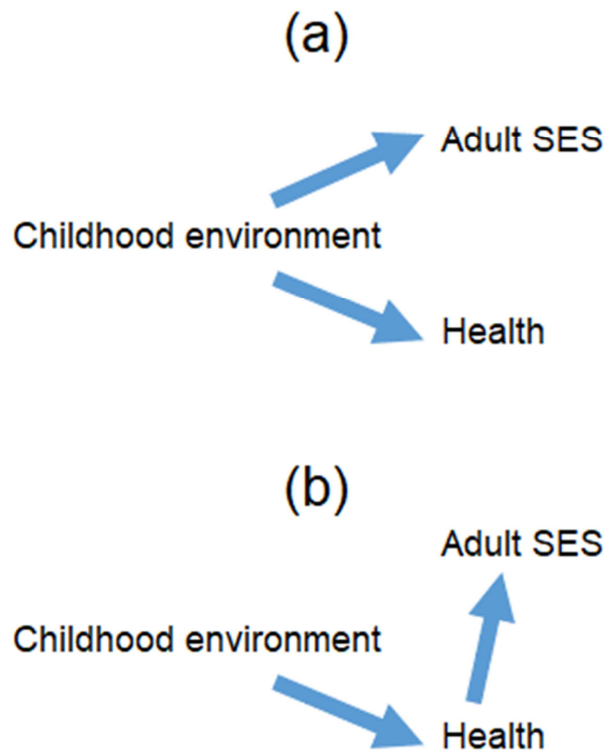 (a)
Adult SES
Childhood environment
Health
(b)
Adult SES
Childhood environment
Health